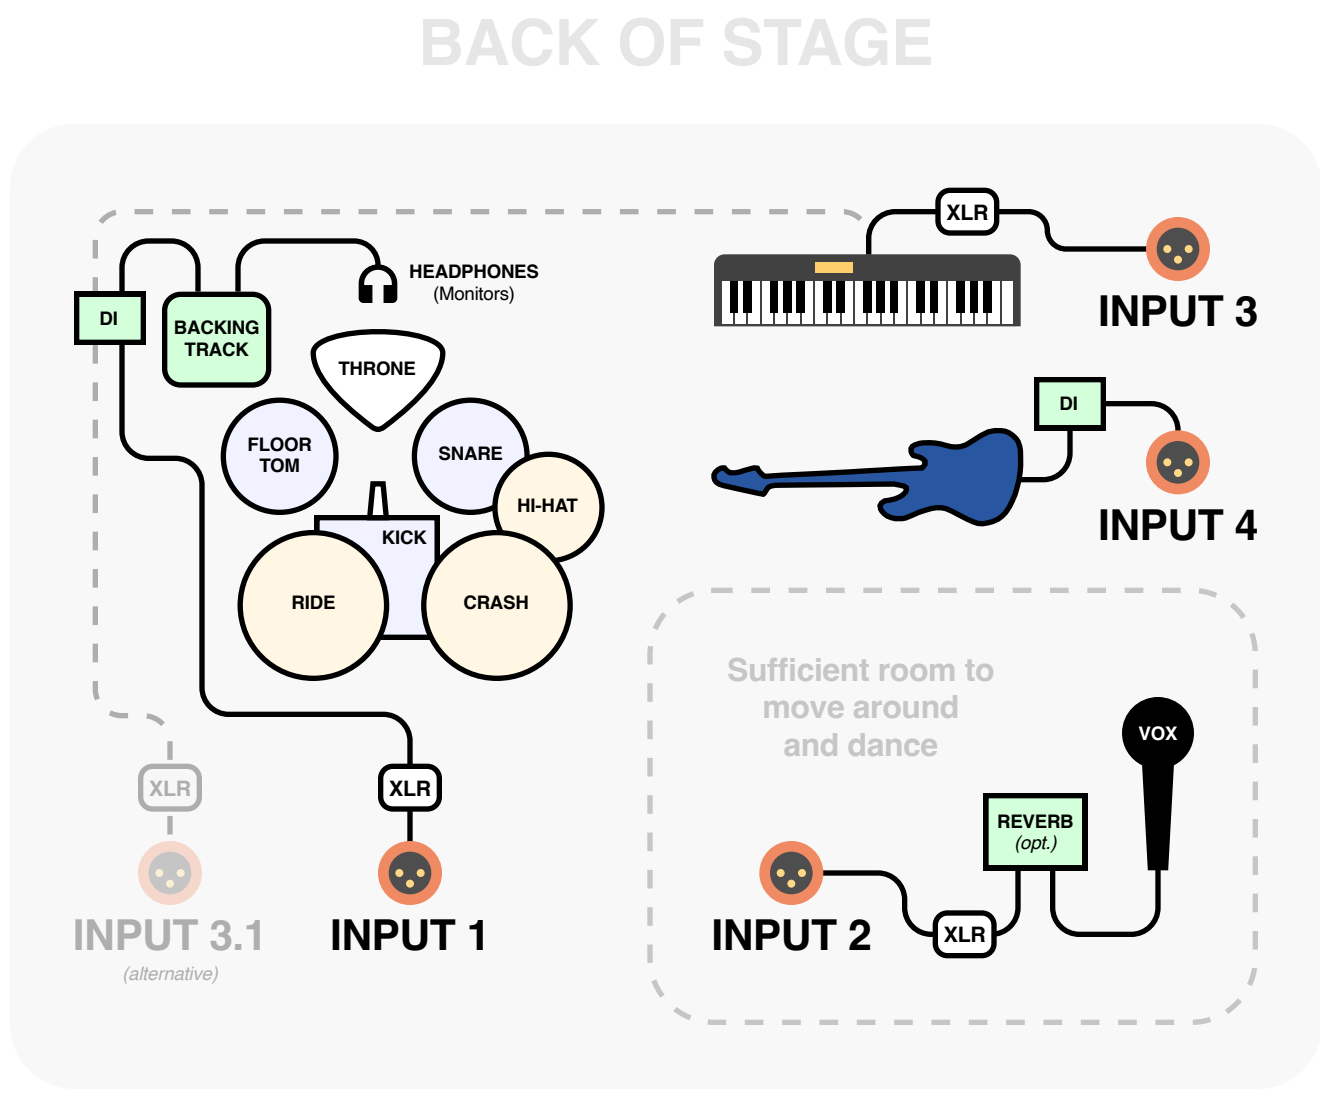 BACK OF STAGE
XLR
INPUT 3
HEADPHONES
(Monitors)
DI
BACKING
TRACK
THRONE
DI
INPUT 4
FLOOR
TOM
SNARE
HI-HAT
KICK
RIDE
CRASH
Sufficient room to
move around
and dance
VOX
XLR
XLR
REVERB
(opt.)
INPUT 3.1
(alternative)
INPUT 1
INPUT 2
XLR